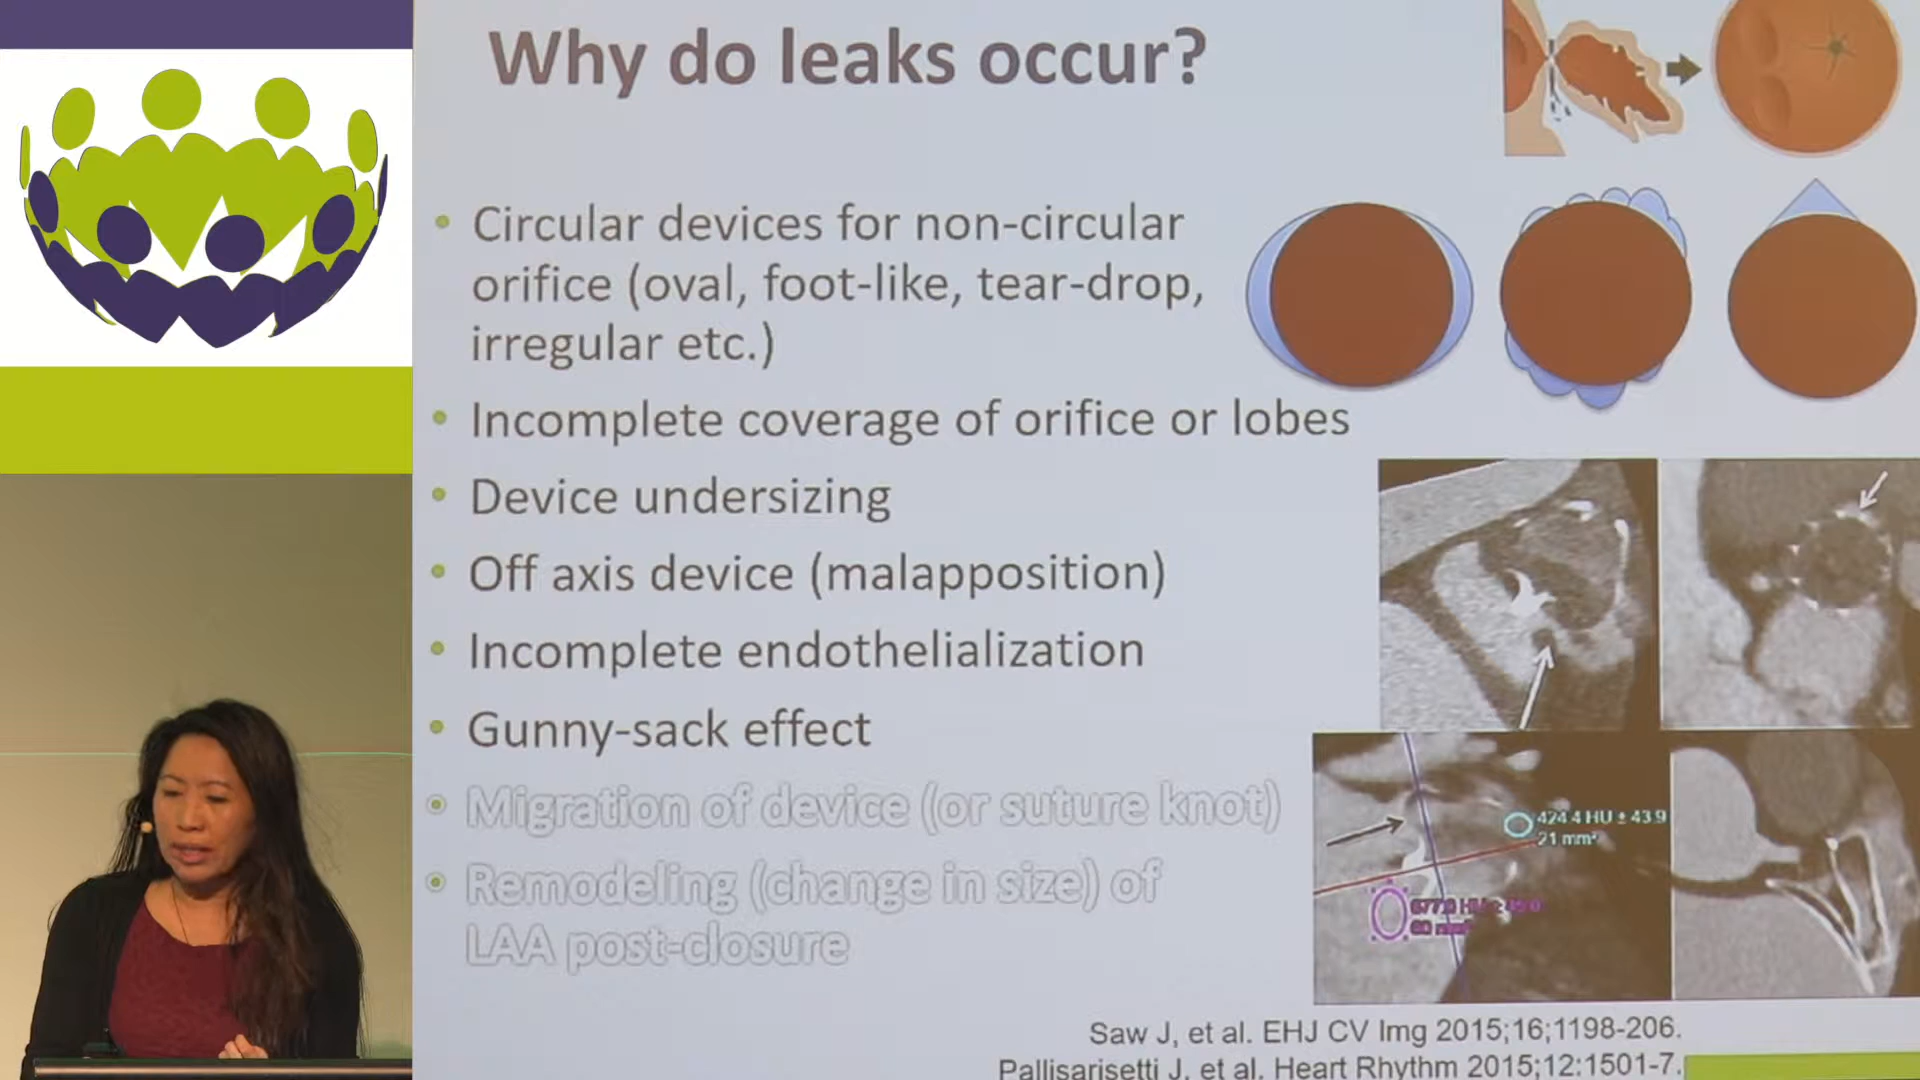 Why do leaks occur?
• Circular devices for non-circular
orifice (oval, foot-like, tear-drop,
irregular etc.)
• Incomplete coverage of orifice or lobes
• Device undersizing
• Off axis device (malapposition)
• Incomplete endothelialization
• Gunny-sack effect
• Migration of device (or suture knot)
• Remodeling (change in size) of
LAA post-closure
424.4 HU ± 43.9
21 mm²
Saw J, et al. EHJ CV Img 2015;16;1198-206.
Pallisarisetti J, et al. Heart Rhythm 2015;12:1501-7.